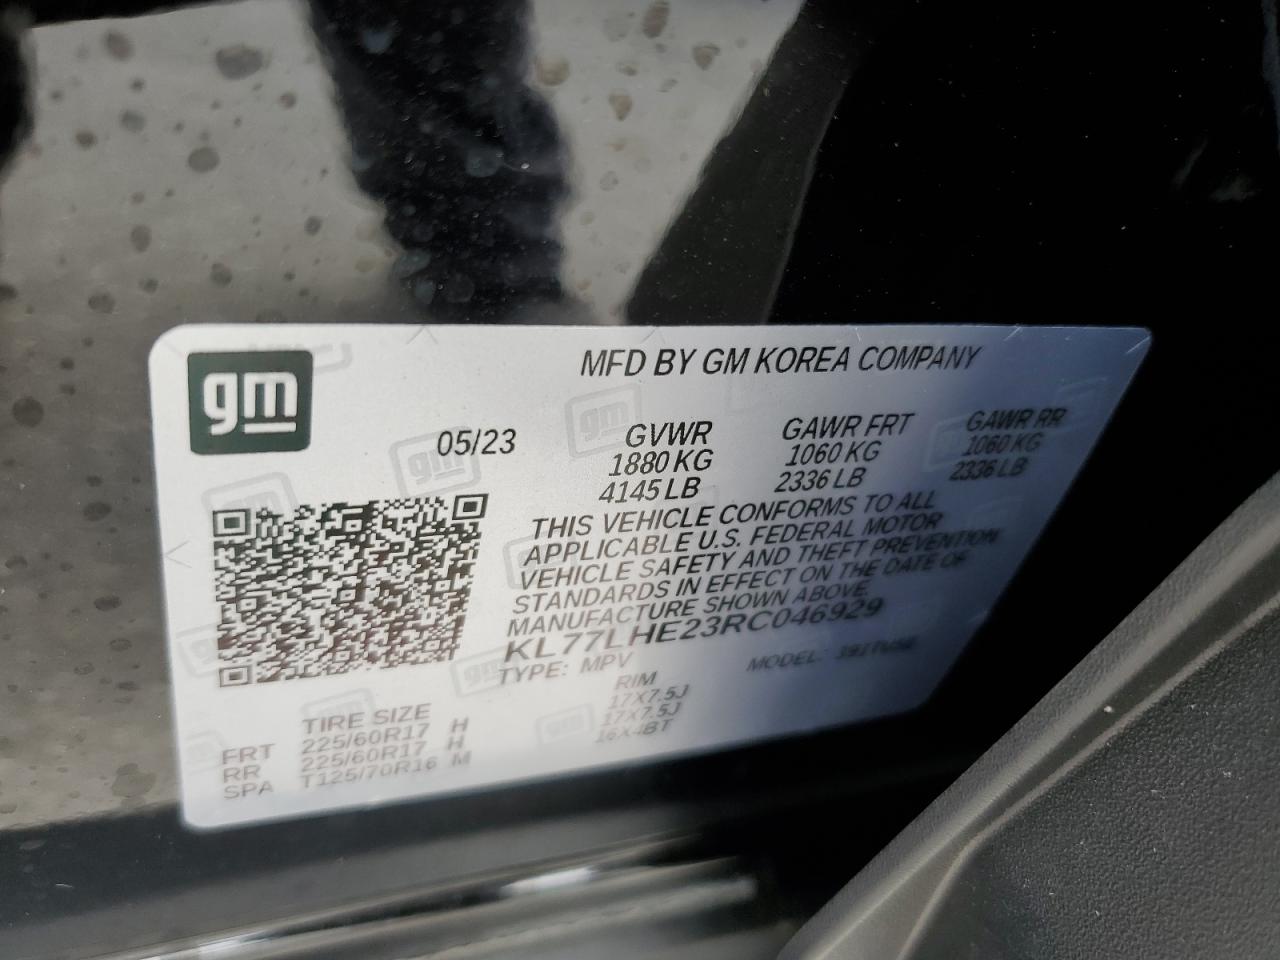 gm
MFD BY GM KOREA COMPANY
05/23
GVWR GAWR FRT GAWR RR
1880 KG 1060 KG 1060 KG
4145 LB 2336 LB 2336 LB
THIS VEHICLE CONFORMS TO ALL
APPLICABLE U.S. FEDERAL MOTOR
VEHICLE SAFETY AND THEFT PREVENTION
STANDARDS IN EFFECT ON THE DATE OF
MANUFACTURE SHOWN ABOVE.
KL77LHE23RC046929
TYPE: MPV MODEL:
TIRE SIZE RIM
FRT 225/60R17 H 17X7.5J
RR 225/60R17 H 17X7.5J
SPA T125/70R16 M 16X4BT